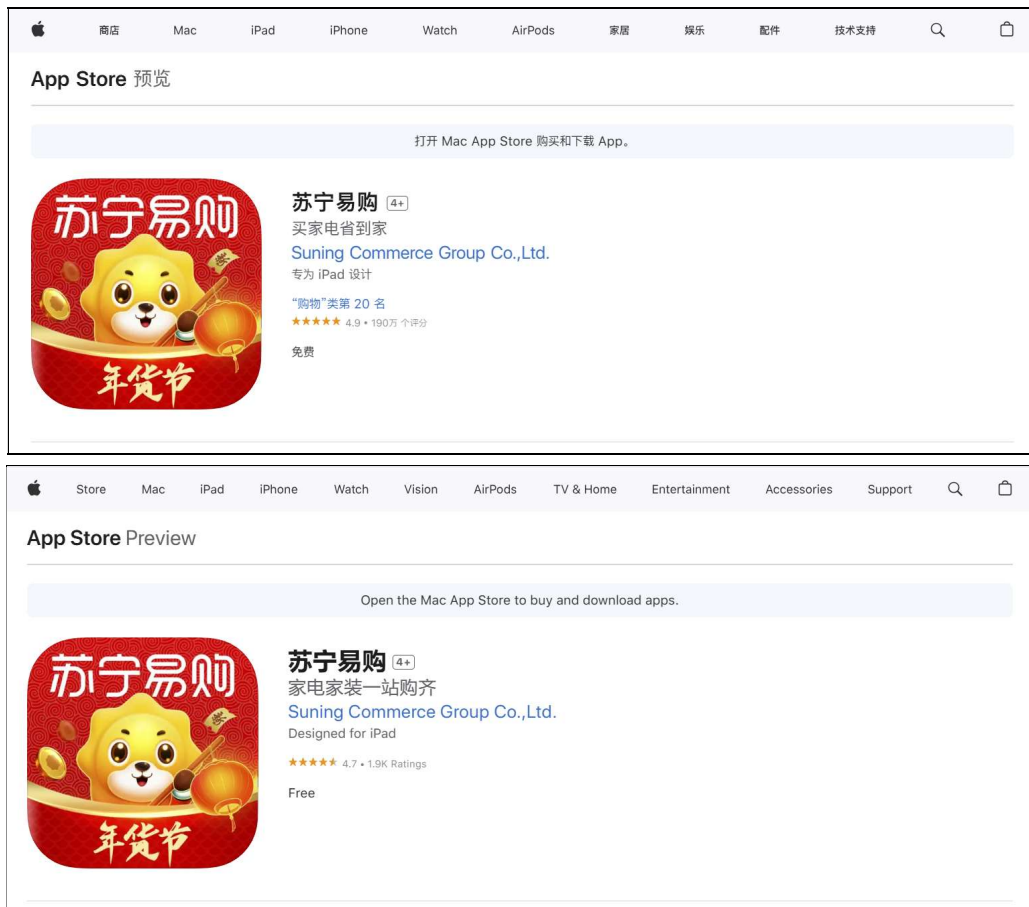 商店 Mac iPad iPhone Watch AirPods 家居 娱乐 配件 技术支持
App Store 预览
打开 Mac App Store 购买和下载 App。
苏宁易购
年货节
苏宁易购 4+
买家电省到家
Suning Commerce Group Co.,Ltd.
专为 iPad 设计
“购物”类第 20 名
★★★★★ 4.9 • 190万 个评分
免费
Store Mac iPad iPhone Watch Vision AirPods TV & Home Entertainment Accessories Support
App Store Preview
Open the Mac App Store to buy and download apps.
苏宁易购
年货节
苏宁易购 4+
家电家装一站购齐
Suning Commerce Group Co.,Ltd.
Designed for iPad
4.7 • 1.9K Ratings
Free